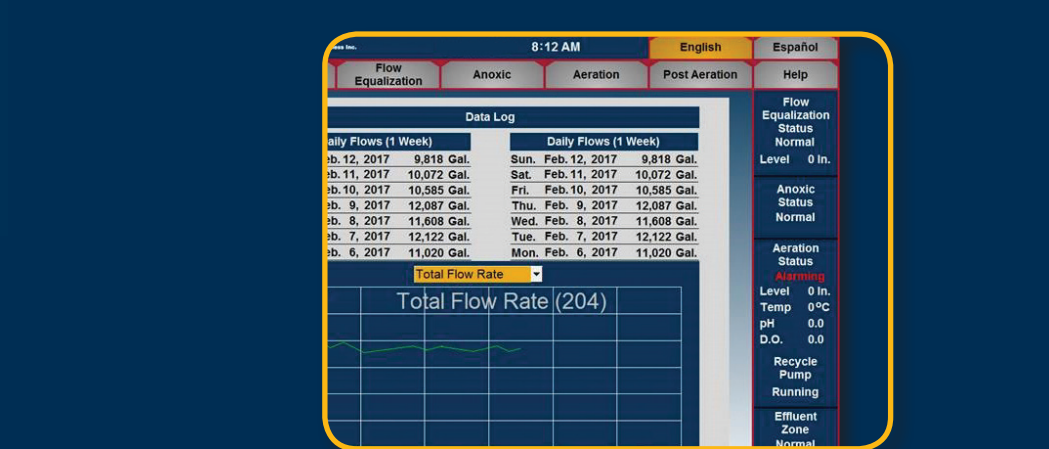 ess Inc.
8:12 AM
English
Español
Flow
Equalization
Anoxic
Aeration
Post Aeration
Help
Data Log
aily Flows (1 Week)
eb. 12, 2017 9,818 Gal.
eb. 11, 2017 10,072 Gal.
eb. 10, 2017 10,585 Gal.
eb. 9, 2017 12,087 Gal.
eb. 8, 2017 11,608 Gal.
eb. 7, 2017 12,122 Gal.
eb. 6, 2017 11,020 Gal.
Daily Flows (1 Week)
Sun. Feb. 12, 2017 9,818 Gal.
Sat. Feb. 11, 2017 10,072 Gal.
Fri. Feb. 10, 2017 10,585 Gal.
Thu. Feb. 9, 2017 12,087 Gal.
Wed. Feb. 8, 2017 11,608 Gal.
Tue. Feb. 7, 2017 12,122 Gal.
Mon. Feb. 6, 2017 11,020 Gal.
Total Flow Rate
Total Flow Rate (204)
Flow
Equalization
Status
Normal
Level 0 In.
Anoxic
Status
Normal
Aeration
Status
Alarming
Level 0 In.
Temp 0°C
pH 0.0
D.O. 0.0
Recycle
Pump
Running
Effluent
Zone
Normal